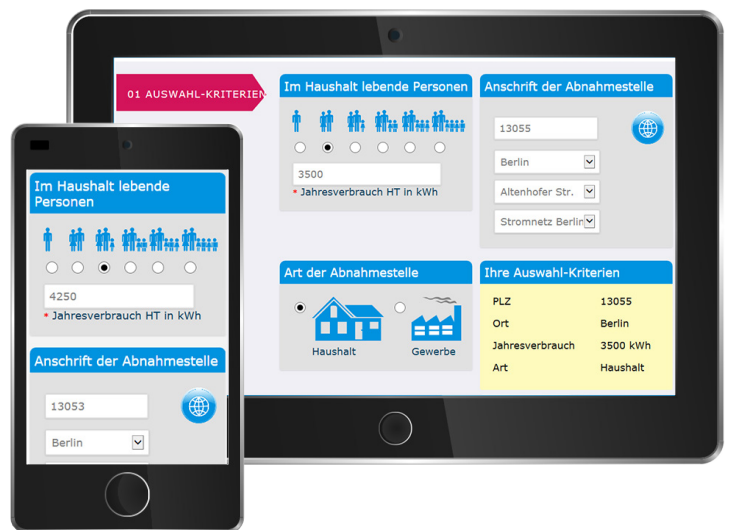 01 AUSWAHL-KRITERIEN
Im Haushalt lebende Personen
3500
* Jahresverbrauch HT in kWh
Anschrift der Abnahmestelle
13055
Berlin
Altenhofer Str.
Stromnetz Berlin
Art der Abnahmestelle
Haushalt
Gewerbe
Ihre Auswahl-Kriterien
PLZ 13055
Ort Berlin
Jahresverbrauch 3500 kWh
Art Haushalt
Im Haushalt lebende
Personen
4250
* Jahresverbrauch HT in kWh
Anschrift der Abnahmestelle
13053
Berlin